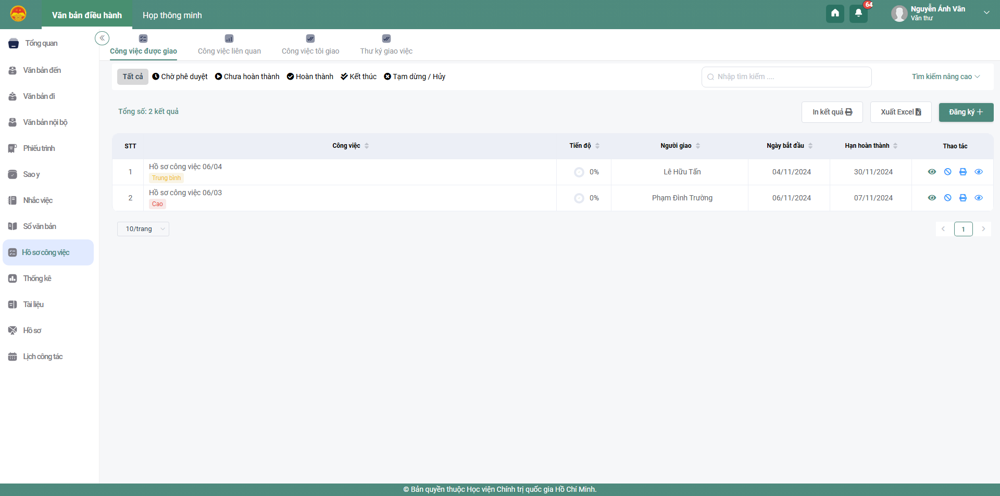 Văn bản điều hành
Họp thông minh
64
Nguyễn Ánh Vân
Văn thư
Tổng quan
Văn bản đến
Văn bản đi
Văn bản nội bộ
Phiếu trình
Sao y
Nhắc việc
Sổ văn bản
Hồ sơ công việc
Thống kê
Tài liệu
Hồ sơ
Lịch công tác
Công việc được giao
Công việc liên quan
Công việc tôi giao
Thư ký giao việc
Tất cả
Chờ phê duyệt
Chưa hoàn thành
Hoàn thành
Kết thúc
Tạm dừng / Hủy
Nhập tìm kiếm ....
Tìm kiếm nâng cao
Tổng số: 2 kết quả
In kết quả
Xuất Excel
Đăng ký
STT Công việc Tiến độ Người giao Ngày bắt đầu Hạn hoàn thành Thao tác
1 Hồ sơ công việc 06/04 0% Lê Hữu Tấn 04/11/2024 30/11/2024
Trung bình
2 Hồ sơ công việc 06/03 0% Phạm Đình Trường 06/11/2024 07/11/2024
Cao
10/trang
1
© Bản quyền thuộc Học viện Chính trị quốc gia Hồ Chí Minh.